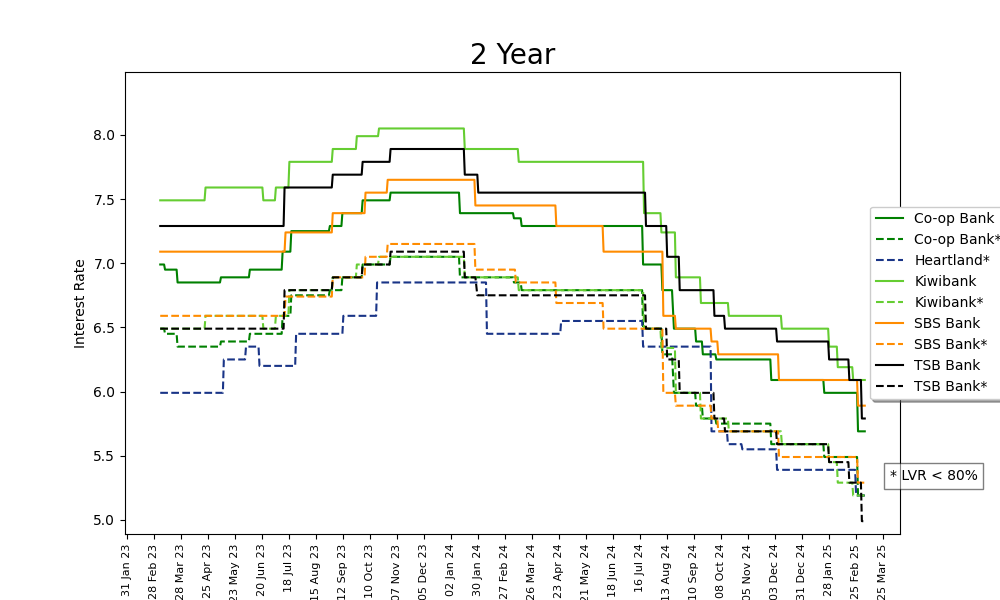 2 Year
Interest Rate
8.0
7.5
7.0
6.5
6.0
5.5
5.0
31 Jan 23
28 Feb 23
28 Mar 23
25 Apr 23
23 May 23
20 Jun 23
18 Jul 23
15 Aug 23
12 Sep 23
10 Oct 23
07 Nov 23
05 Dec 23
02 Jan 24
30 Jan 24
27 Feb 24
26 Mar 24
23 Apr 24
21 May 24
18 Jun 24
16 Jul 24
13 Aug 24
10 Sep 24
08 Oct 24
05 Nov 24
03 Dec 24
31 Dec 24
28 Jan 25
25 Feb 25
25 Mar 25
Co-op Bank
Co-op Bank*
Heartland*
Kiwibank
Kiwibank*
SBS Bank
SBS Bank*
TSB Bank
TSB Bank*
* LVR < 80%